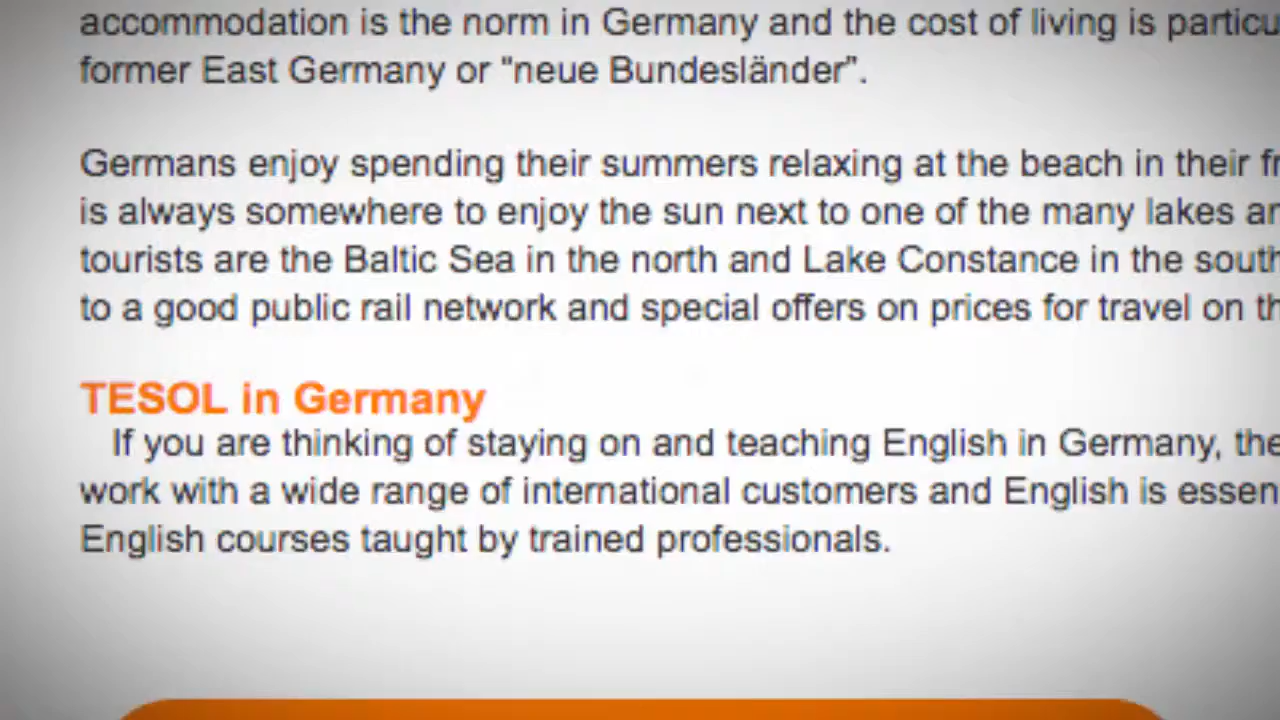 accommodation is the norm in Germany and the cost of living is particu
former East Germany or "neue Bundesländer".
Germans enjoy spending their summers relaxing at the beach in their fr
is always somewhere to enjoy the sun next to one of the many lakes an
tourists are the Baltic Sea in the north and Lake Constance in the south
to a good public rail network and special offers on prices for travel on th
TESOL in Germany
If you are thinking of staying on and teaching English in Germany, the
work with a wide range of international customers and English is essen
English courses taught by trained professionals.